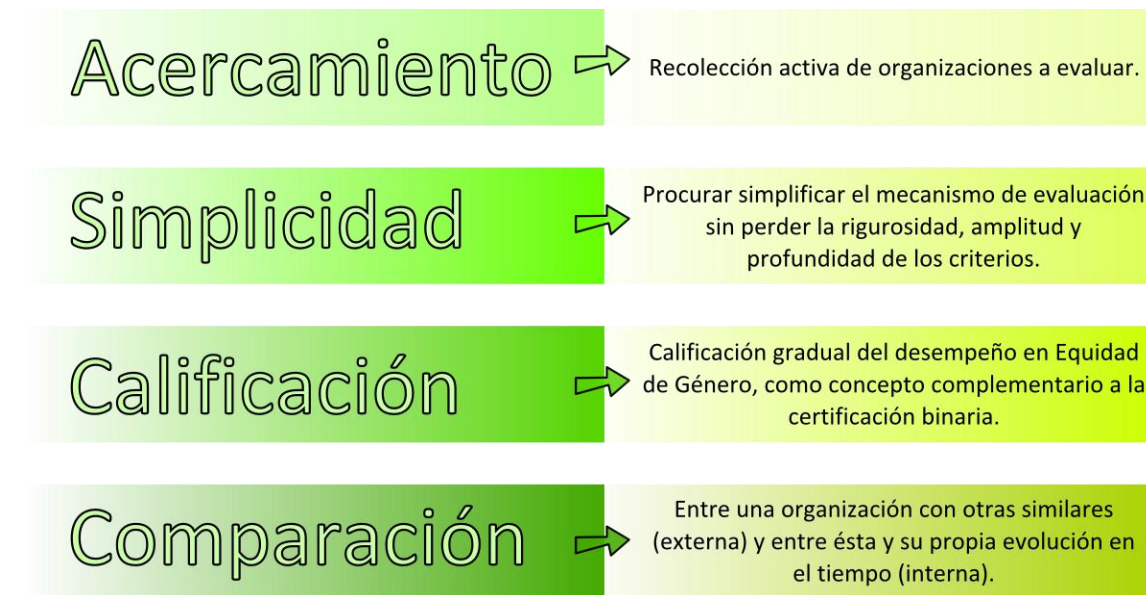 Acercamiento
Recolección activa de organizaciones a evaluar.
Simplicidad
Procurar simplificar el mecanismo de evaluación
sin perder la rigurosidad, amplitud y
profundidad de los criterios.
Calificación
Calificación gradual del desempeño en Equidad
de Género, como concepto complementario a la
certificación binaria.
Comparación
Entre una organización con otras similares
(externa) y entre ésta y su propia evolución en
el tiempo (interna).